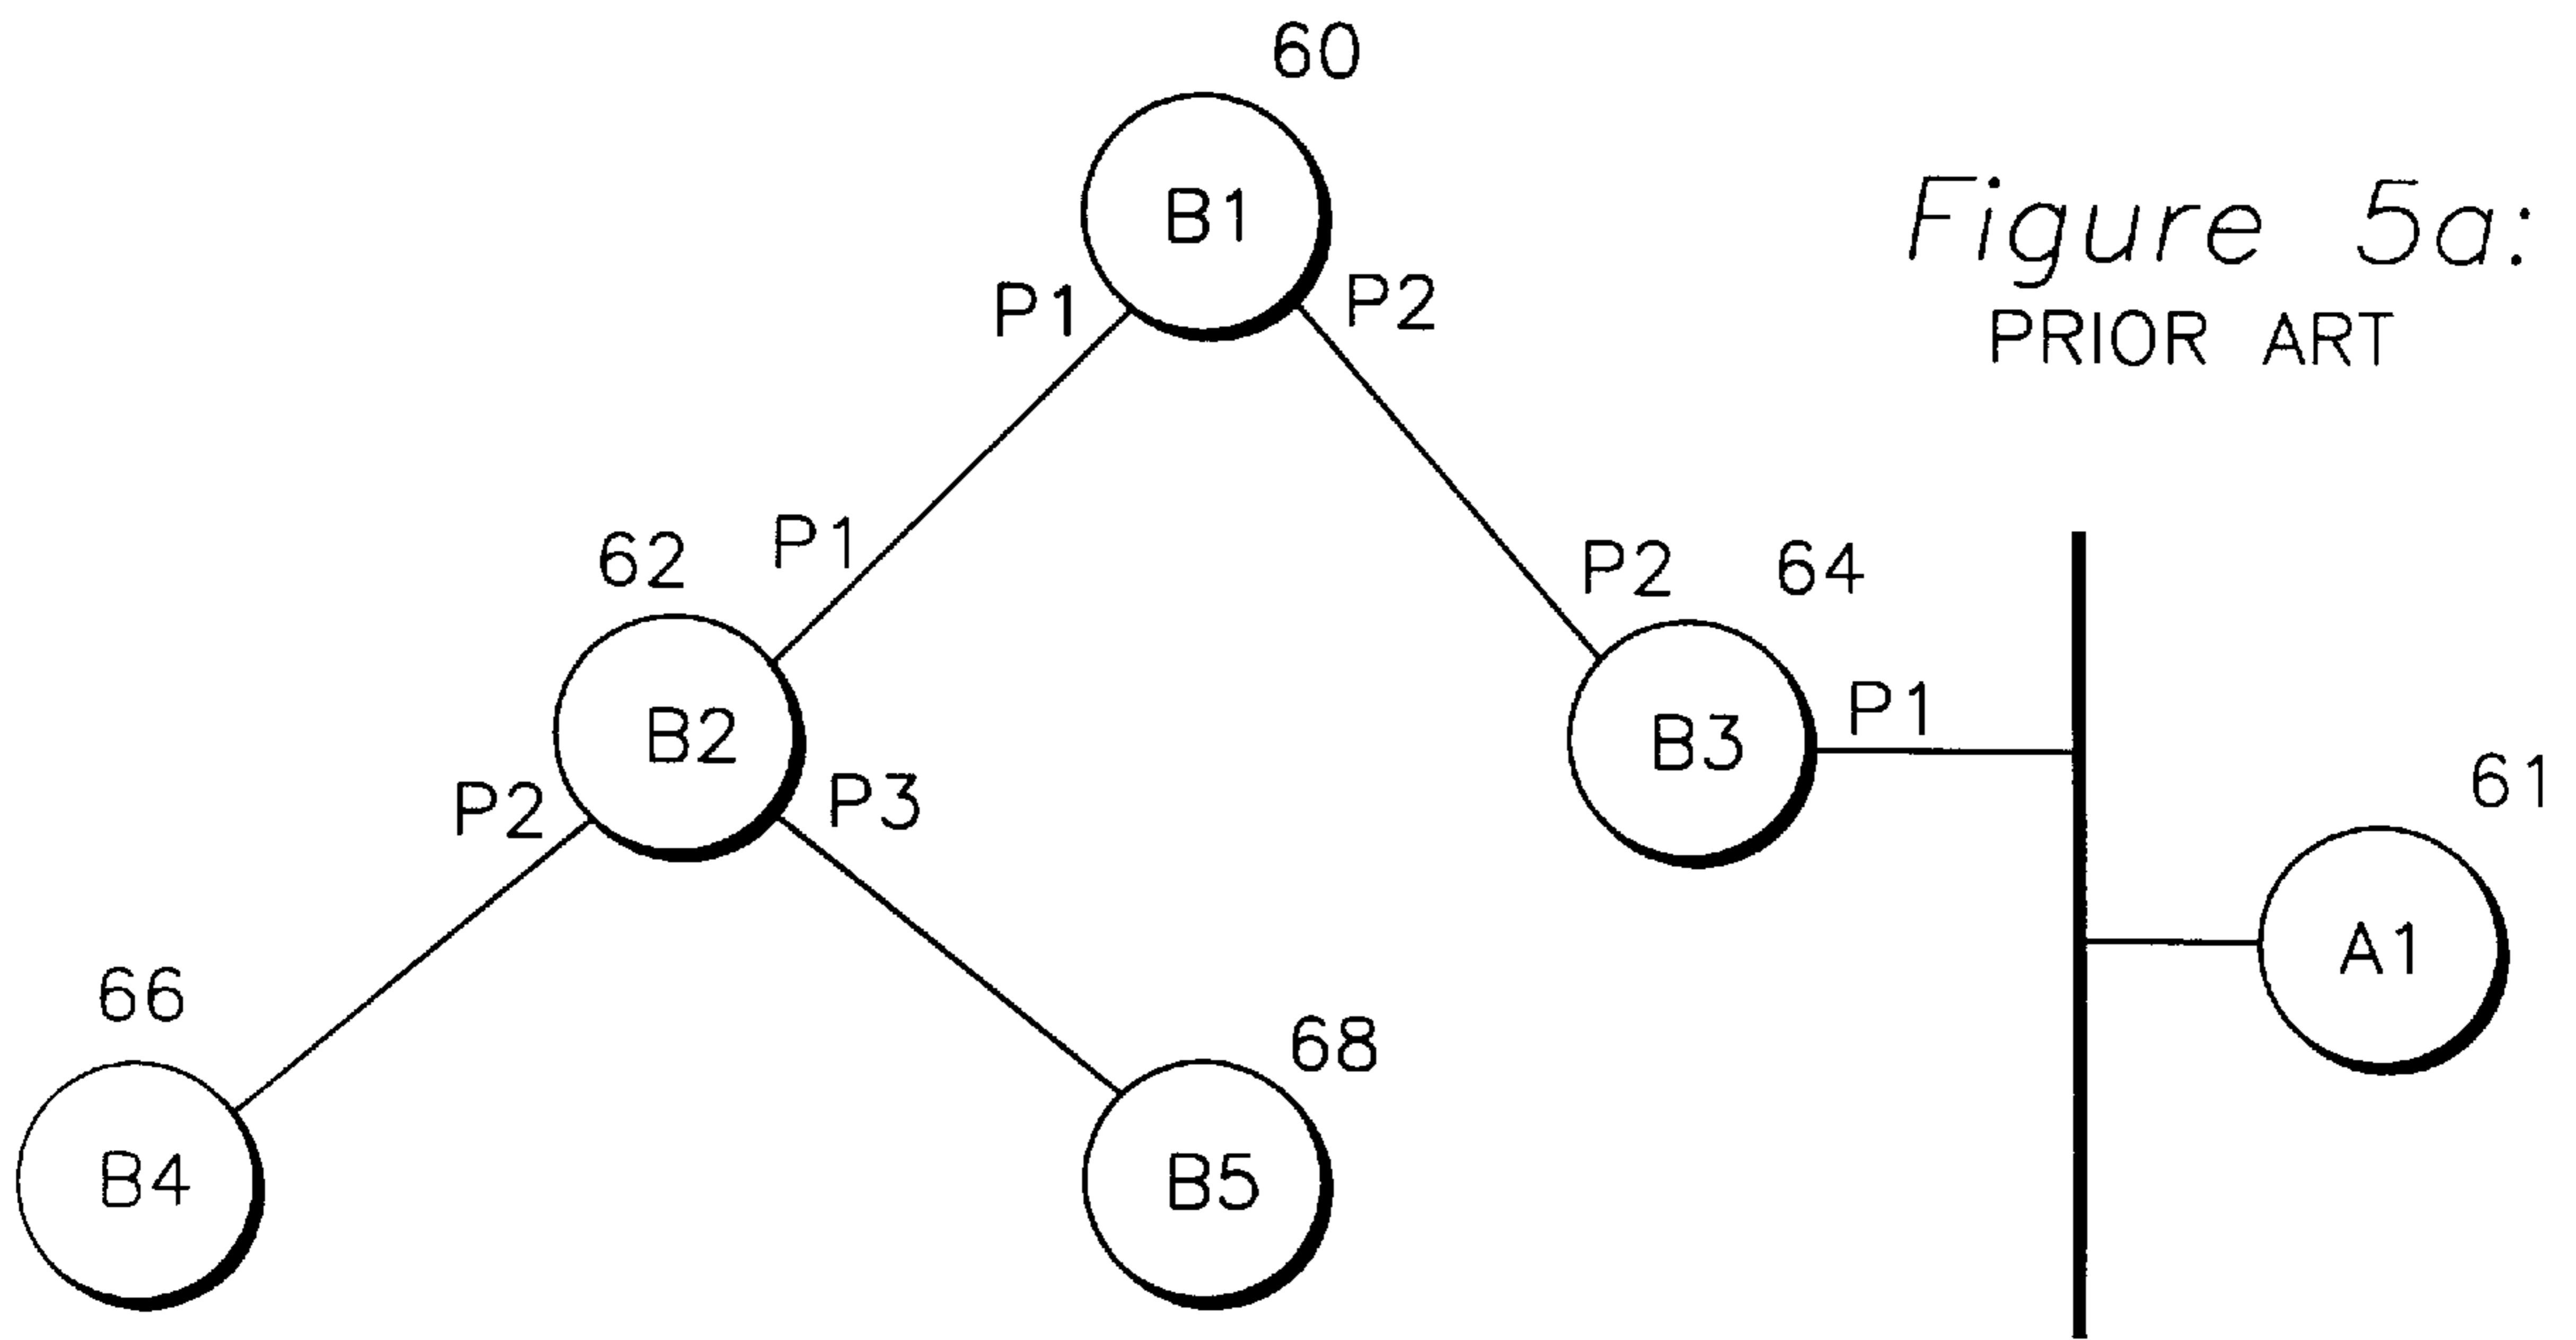 60
B1
Figure 5a:
PRIOR ART
P1
P2
62
P1
P2
64
B2
B3
P1
P2
P3
61
A1
66
68
B4
B5